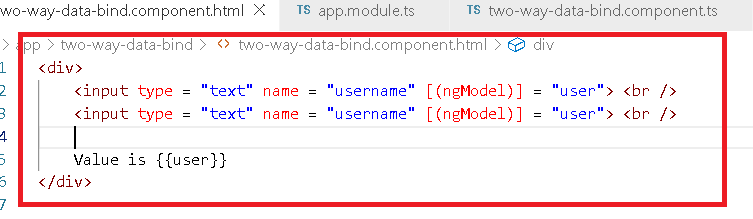 wo-way-data-bind.component.html X TS app.module.ts TS two-way-data-bind.component.ts
> app > two-way-data-bind > <> two-way-data-bind.component.html > div
1 <div>
2 <input type = "text" name = "username" [(ngModel)] = "user"> <br />
3 <input type = "text" name = "username" [(ngModel)] = "user"> <br />
4
5 Value is {{user}}
6 </div>
7